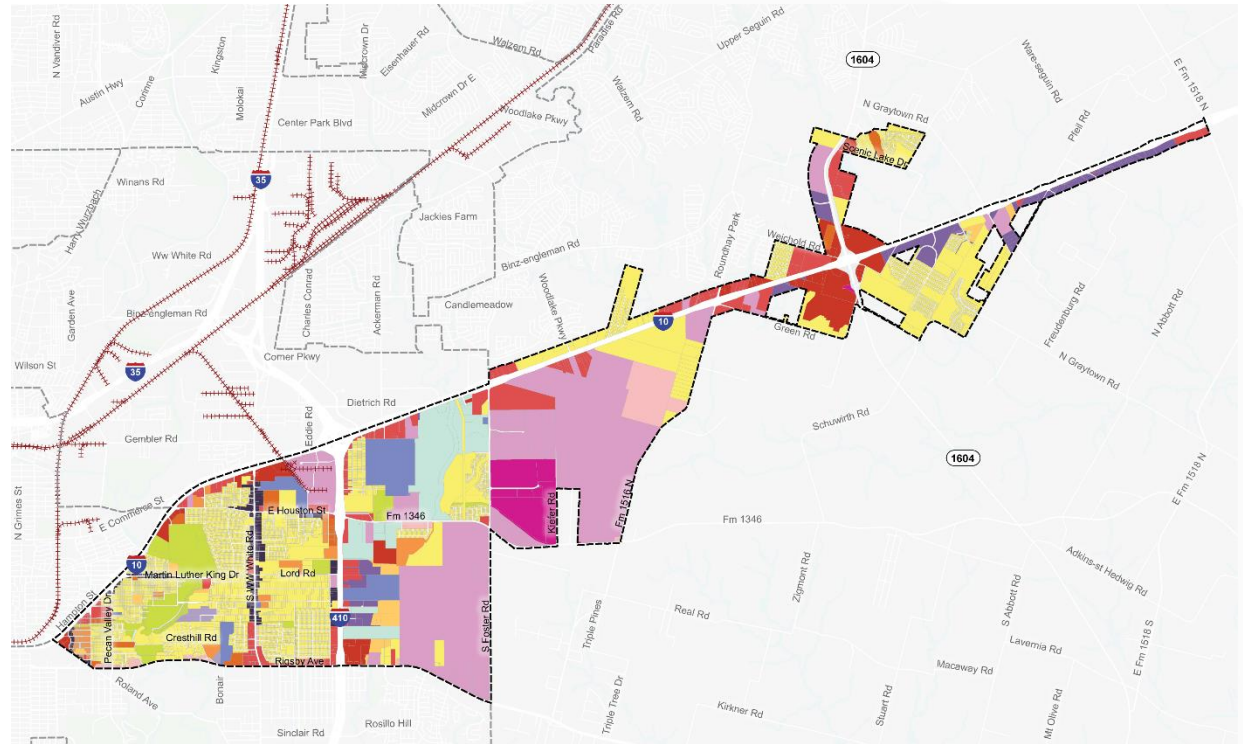 N Vandiver Rd
Austin Hwy
Corinne
Kingston
Molokai
Midcrown Dr
Eisenhauer Rd
Walzem Rd
Paradise Rd
Midcrown Dr E
Woodlake Pkwy
Walzem Rd
Upper Seguin Rd
1604
N Graytown Rd
Ware-seguin Rd
E Fm 1518 N
Pfeil Rd
Center Park Blvd
Scenic Lake Dr
Winans Rd
35
Harry Wurzbach
Jackies Farm
Ww White Rd
Binz-engleman Rd
Roundhay Park
Weichold Rd
Garden Ave
Charles Conrad
Ackerman Rd
Candlemeadow
Woodlake Pkwy
Binz-engleman Rd
10
Green Rd
Freudenburg Rd
N Abbott Rd
Corner Pkwy
Wilson St
35
N Graytown Rd
Dietrich Rd
Schuwirth Rd
Gembler Rd
Eddie Rd
1604
N Grimes St
E Commerce St
E Houston St
Fm 1346
Kiefer Rd
Fm 1516 N
Fm 1346
E Fm 1518 S
10
S WW White Rd
Martin Luther King Dr
Lord Rd
Adkins-st Hedwig Rd
Zigmont Rd
Hampton St
Pecan Valley Dr
410
S Foster Rd
Triple Pines
Real Rd
S Abbott Rd
Cresthill Rd
Lavernia Rd
Rigsby Ave
Macaway Rd
E Fm 1518 S
Roland Ave
Bonair
Triple Tree Dr
Kirkner Rd
Stuart Rd
Mt Olive Rd
Rosillo Hill
Sinclair Rd